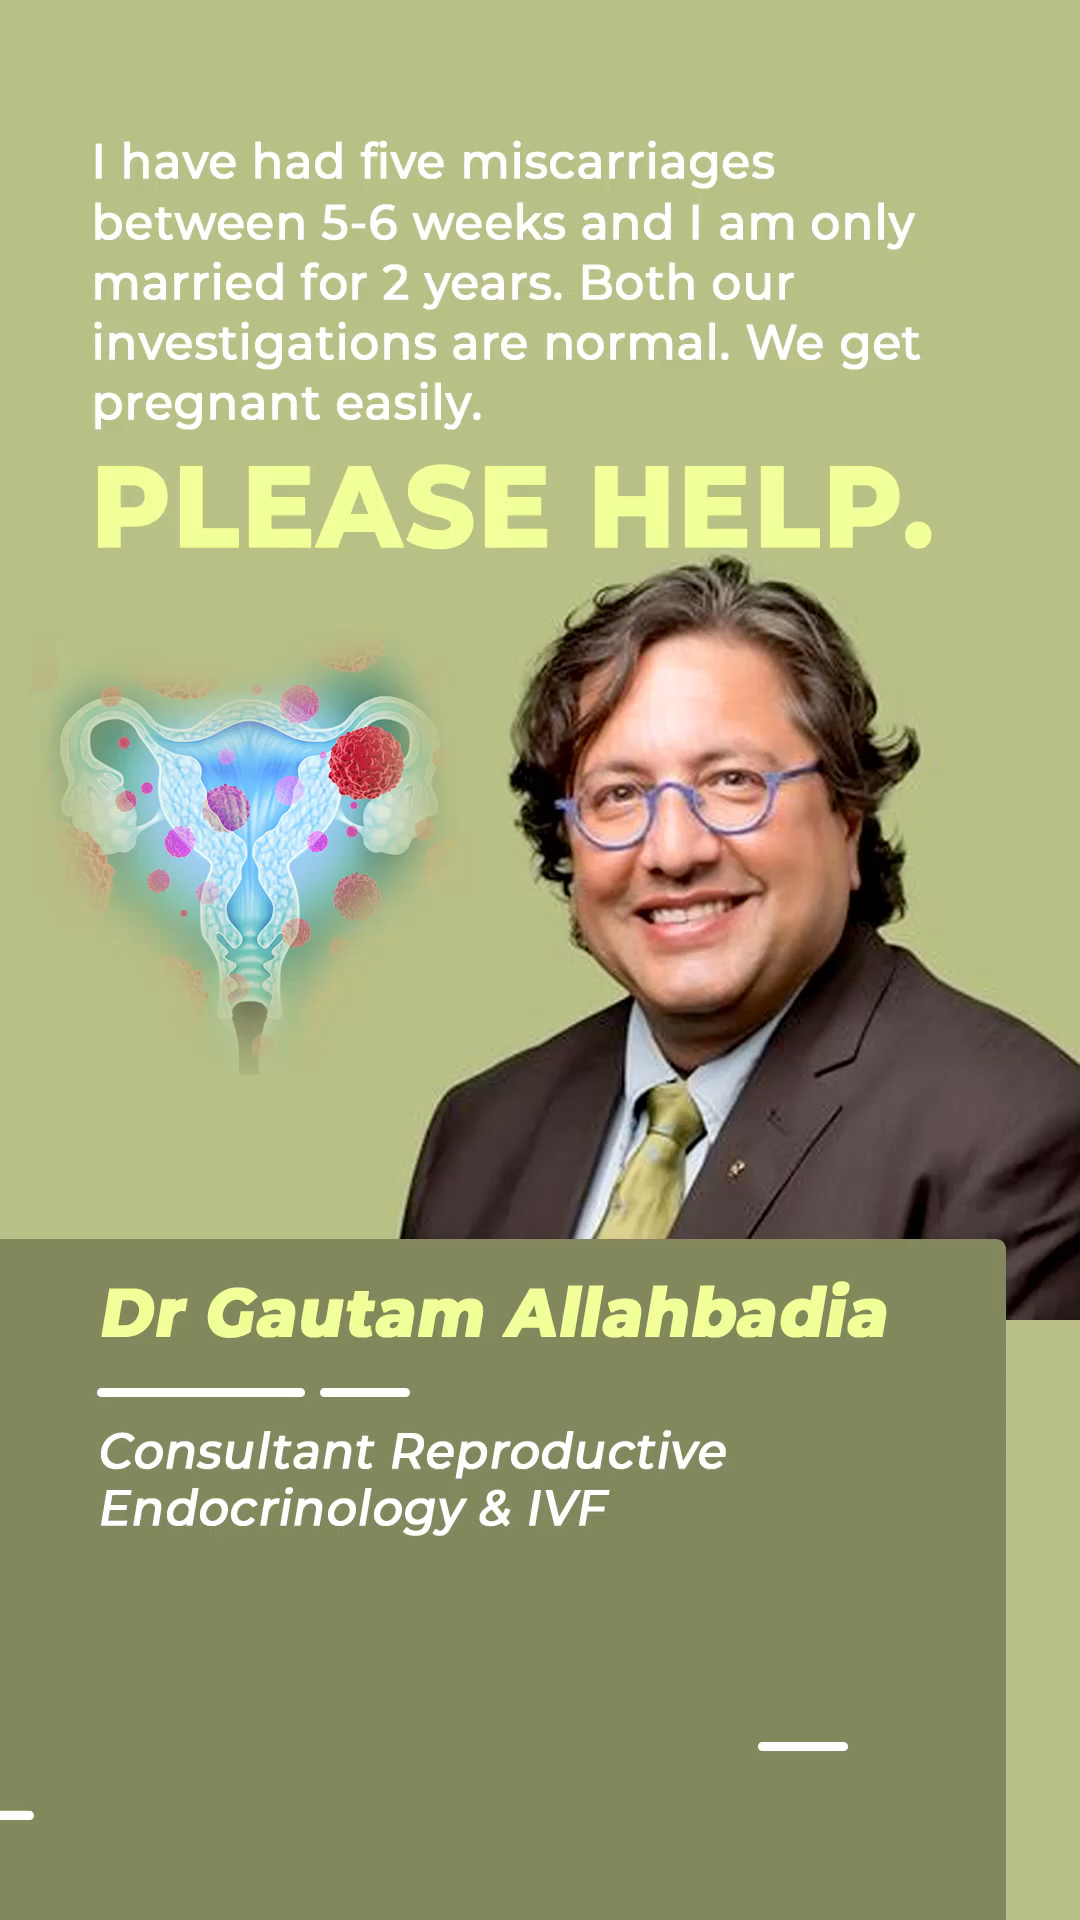 I have had five miscarriages
between 5-6 weeks and I am only
married for 2 years. Both our
investigations are normal. We get
pregnant easily.
PLEASE HELP.
Dr Gautam Allahbadia
Consultant Reproductive
Endocrinology & IVF